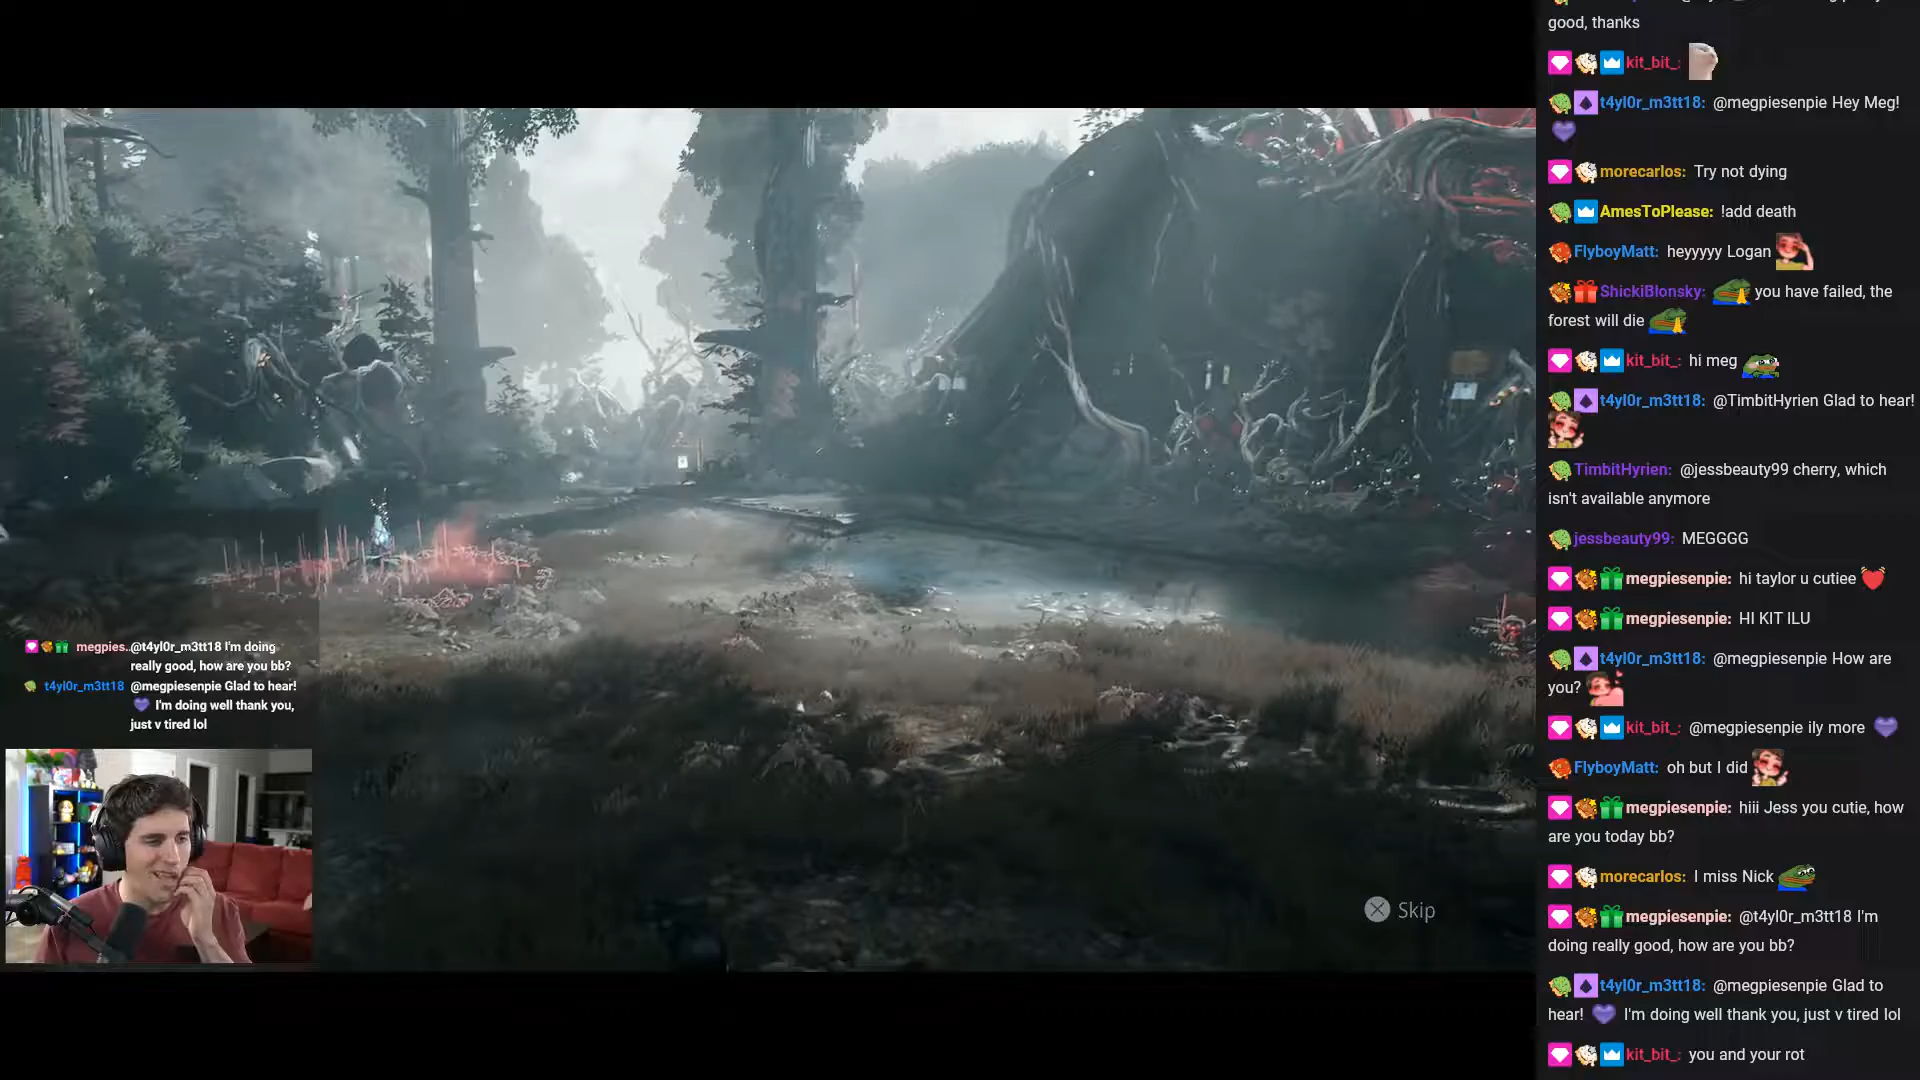 good, thanks
kit_bit_:
t4yl0r_m3tt18: @megpiesenpie Hey Meg!
morecarlos: Try not dying
AmesToPlease: !add death
FlyboyMatt: heyyyyy Logan
ShickiBlonsky: you have failed, the
forest will die
kit_bit_: hi meg
t4yl0r_m3tt18: @TimbitHyrien Glad to hear!
TimbitHyrien: @jessbeauty99 cherry, which
isn't available anymore
jessbeauty99: MEGGGG
megpiesenpie: hi taylor u cutiee
megpiesenpie: HI KIT ILU
t4yl0r_m3tt18: @megpiesenpie How are
you?
kit_bit_: @megpiesenpie ily more
FlyboyMatt: oh but I did
megpiesenpie: hiii Jess you cutie, how
are you today bb?
morecarlos: I miss Nick
megpiesenpie: @t4yl0r_m3tt18 I'm
doing really good, how are you bb?
t4yl0r_m3tt18: @megpiesenpie Glad to
hear! I'm doing well thank you, just v tired lol
kit_bit_: you and your rot
megpies.. @t4yl0r_m3tt18 I'm doing
really good, how are you bb?
t4yl0r_m3tt18 @megpiesenpie Glad to hear!
I'm doing well thank you,
just v tired lol
Skip